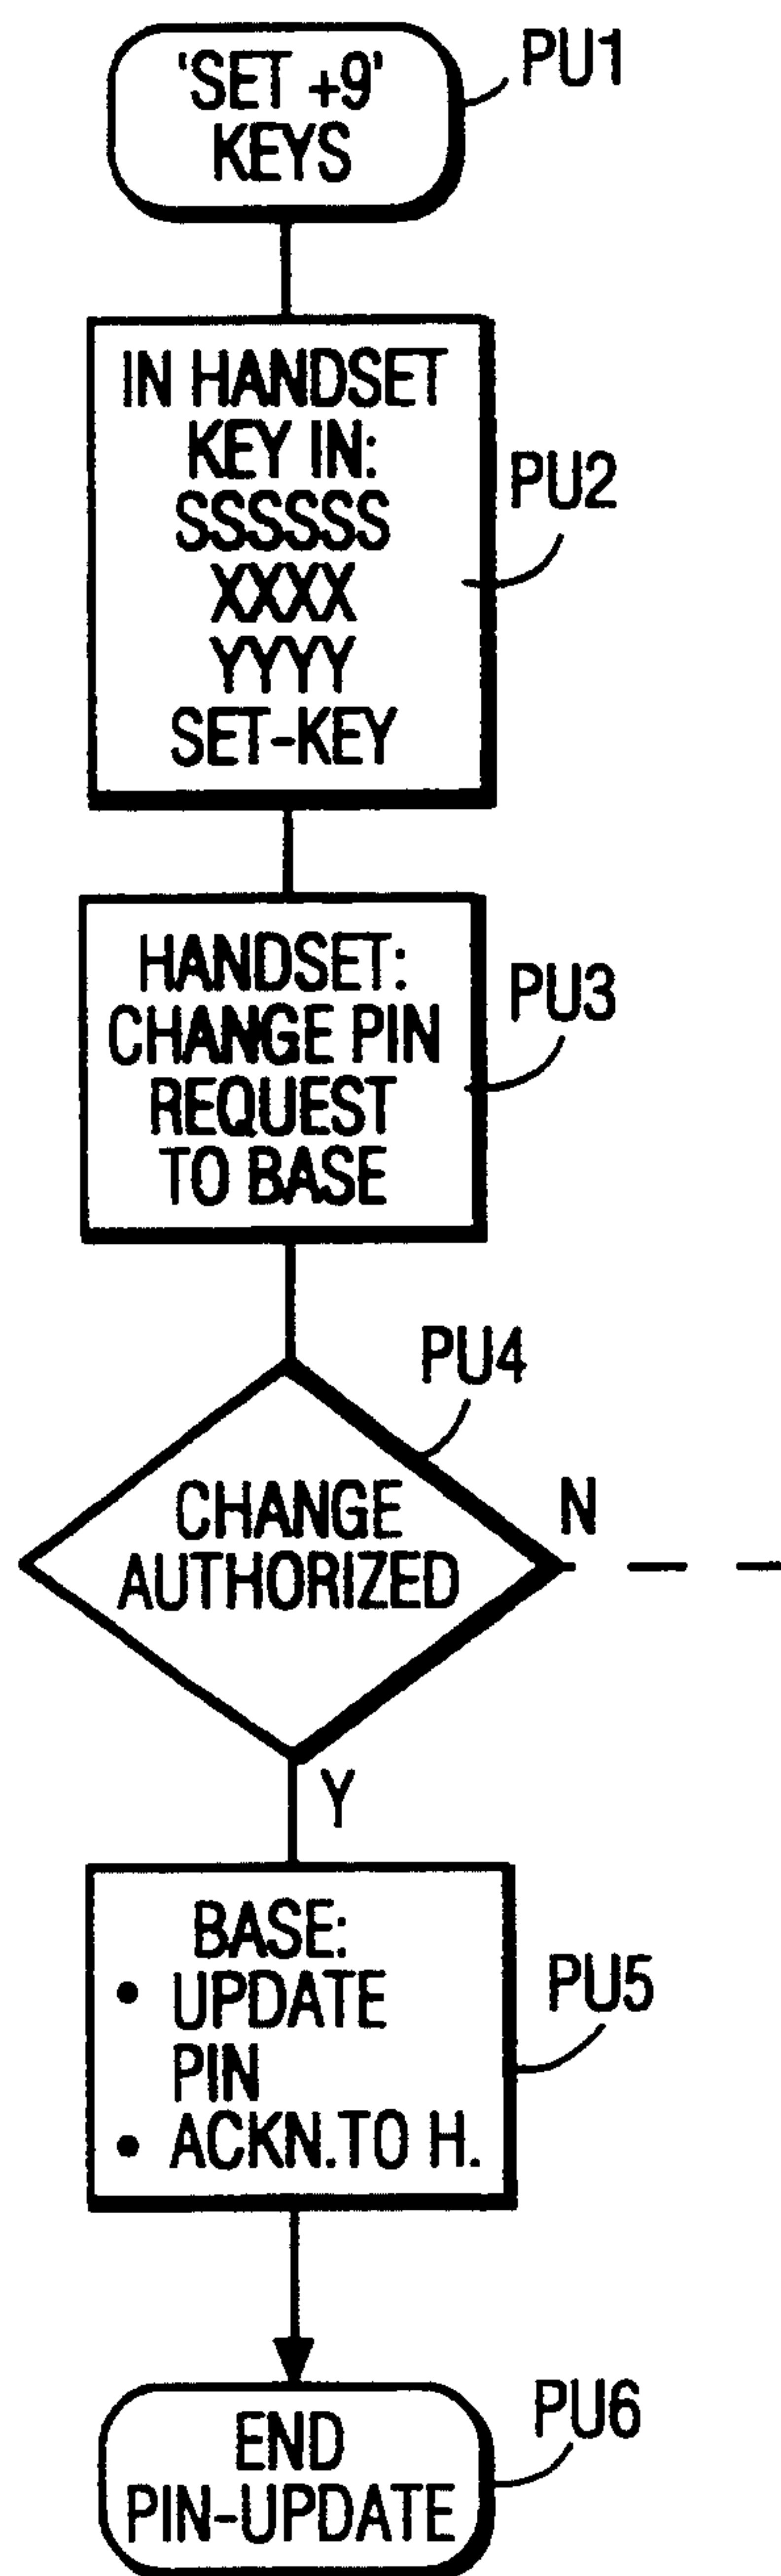 'SET +9'
KEYS
PU1
IN HANDSET
KEY IN:
SSSSSS
XXXX
YYYY
SET-KEY
PU2
HANDSET:
CHANGE PIN
REQUEST
TO BASE
PU3
PU4
CHANGE
AUTHORIZED
N
Y
BASE:
• UPDATE
PIN
• ACKN.TO H.
PU5
END
PIN-UPDATE
PU6